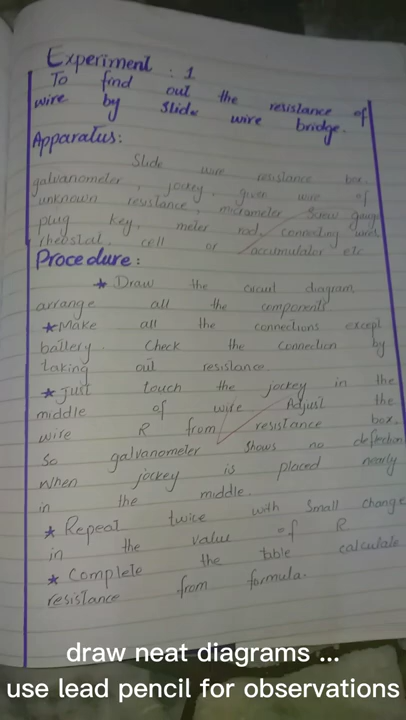 Experiment : 1
To find out the resistance of
wire by Slide wire bridge.
Apparatus:
Slide wire resistance box,
galvanometer, jockey, given wire of
unknown resistance, micrometer Screw gauge
plug key, meter rod, connecting wires
rheostat, cell or accumulator etc
Procedure:
* Draw the circuit diagram
arrange all the components
* Make all the connections except
battery. Check the connection by
taking out resistance
* Just touch the jockey in the
middle of wire Adjust the
wire R from resistance box.
So galvanometer shows no deflection
When jockey is placed nearly
in the middle.
* Repeat twice with Small change
in the value of R
* Complete the table calculate
resistance from formula.
draw neat diagrams ...
use lead pencil for observations